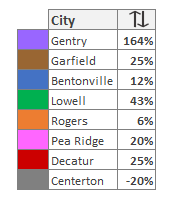 City
Gentry 164%
Garfield 25%
Bentonville 12%
Lowell 43%
Rogers 6%
Pea Ridge 20%
Decatur 25%
Centerton -20%